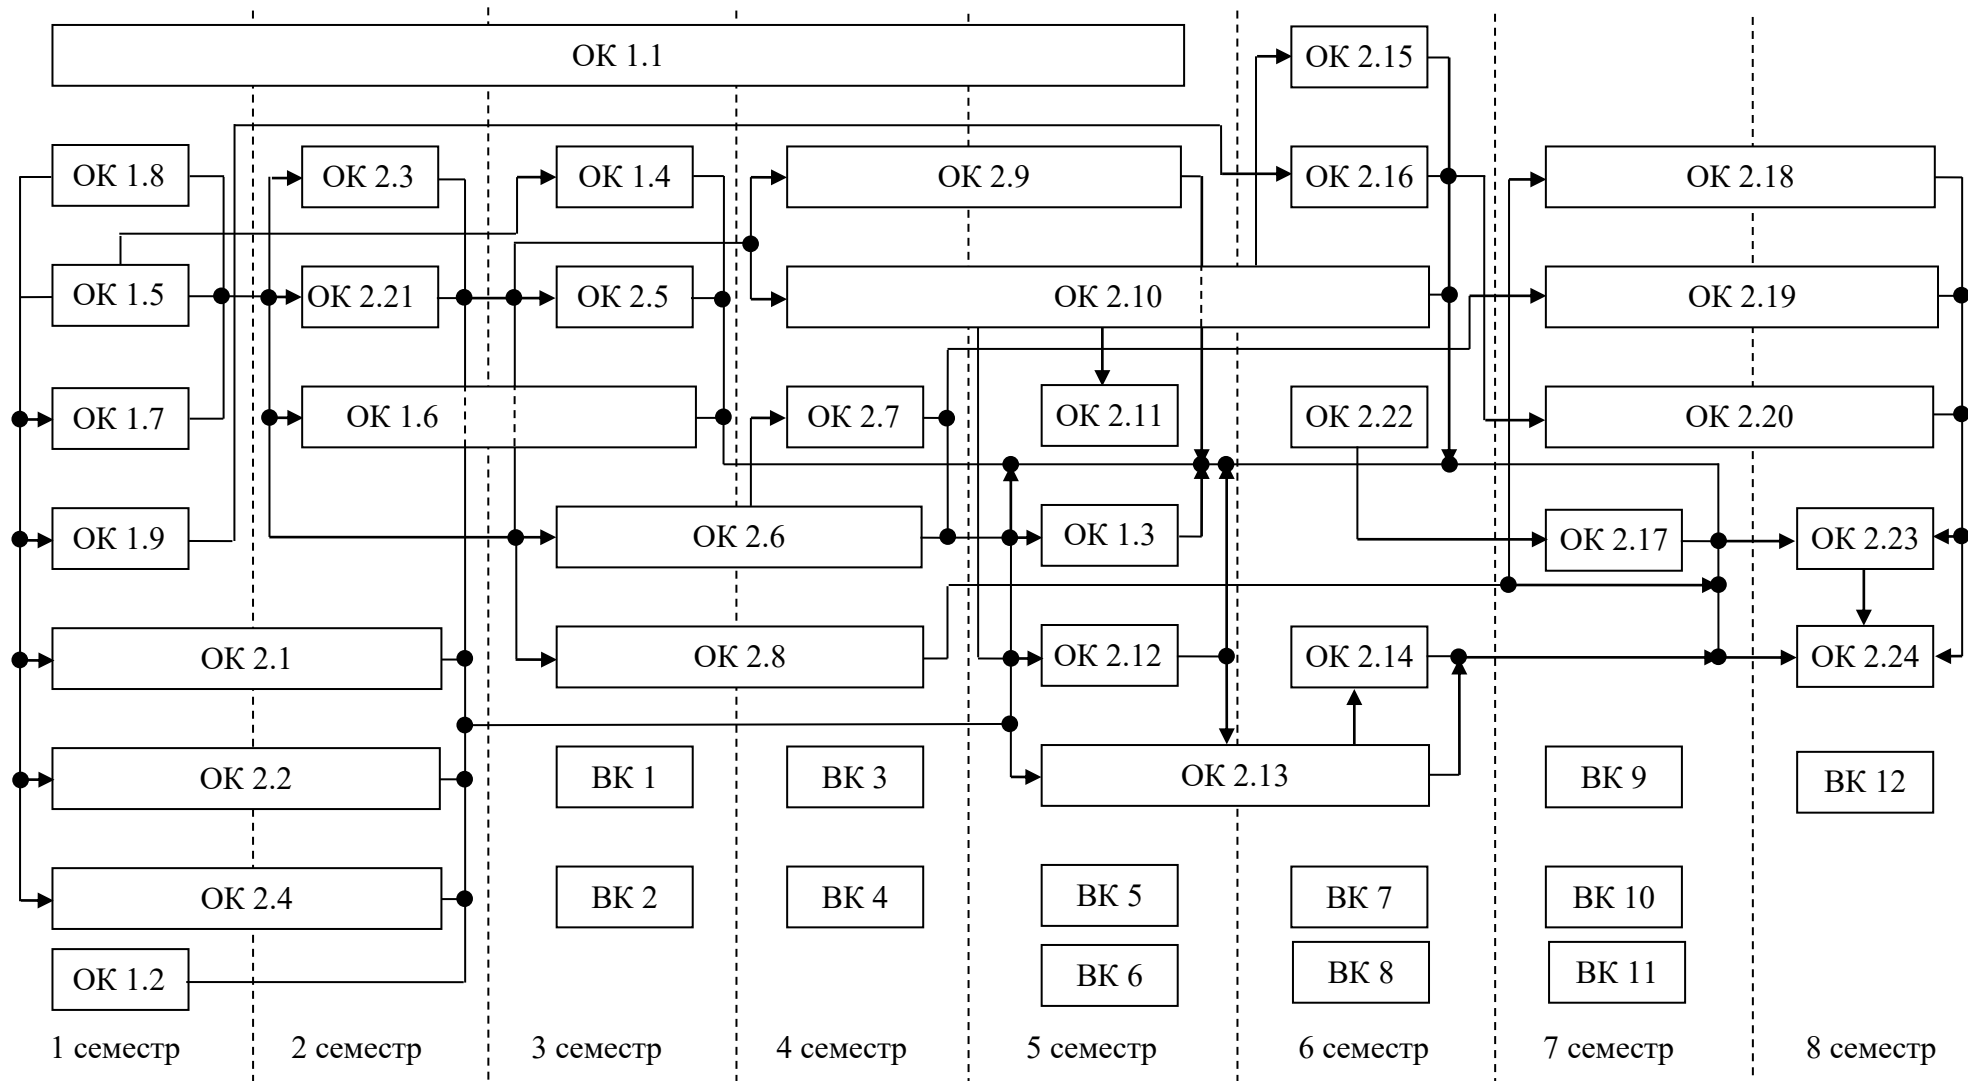 ОК 1.1
ОК 2.15
ОК 1.8
ОК 2.3
ОК 1.4
ОК 2.9
ОК 2.16
ОК 2.18
ОК 1.5
ОК 2.21
ОК 2.5
ОК 2.10
ОК 2.19
ОК 1.7
ОК 1.6
ОК 2.7
ОК 2.11
ОК 2.22
ОК 2.20
ОК 1.9
ОК 2.6
ОК 1.3
ОК 2.17
ОК 2.23
ОК 2.1
ОК 2.8
ОК 2.12
ОК 2.14
ОК 2.24
ОК 2.2
ВК 1
ВК 3
ОК 2.13
ВК 9
ВК 12
ОК 2.4
ВК 2
ВК 4
ВК 5
ВК 7
ВК 10
ОК 1.2
ВК 6
ВК 8
ВК 11
1 семестр
2 семестр
3 семестр
4 семестр
5 семестр
6 семестр
7 семестр
8 семестр